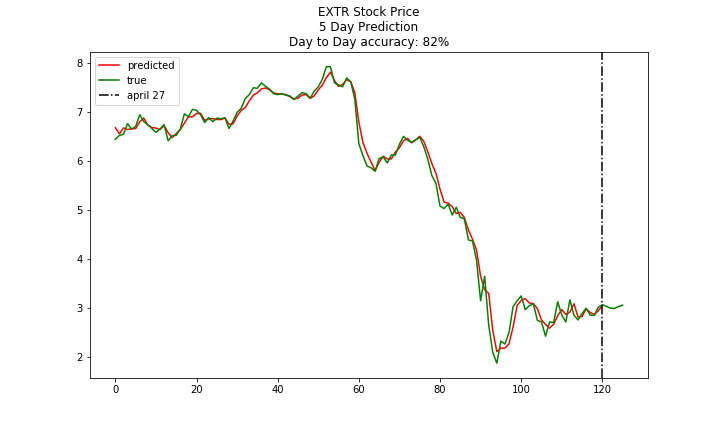 EXTR Stock Price
5 Day Prediction
Day to Day accuracy: 82%
predicted
true
april 27
8
7
6
5
4
3
2
0
20
40
60
80
100
120